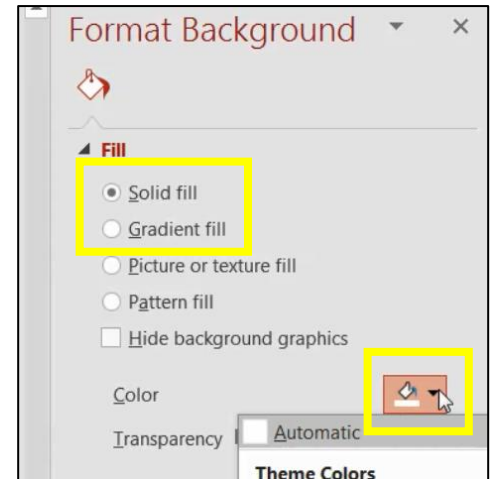 Format Background
Fill
Solid fill
Gradient fill
Picture or texture fill
Pattern fill
Hide background graphics
Color
Transparency
Automatic
Theme Colors